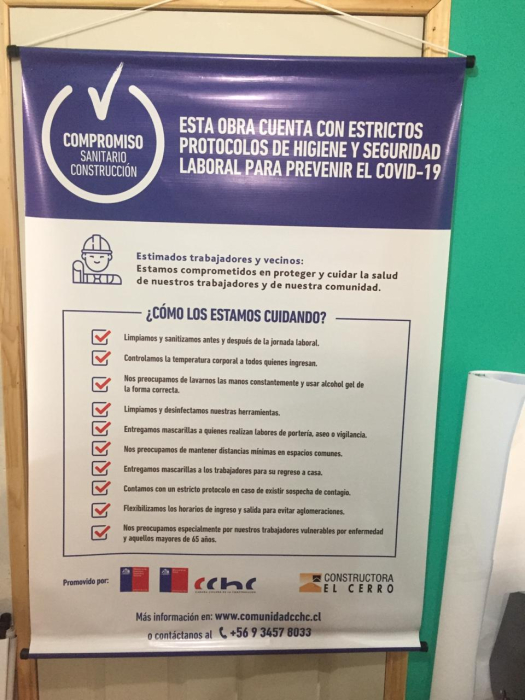 COMPROMISO
SANITARIO
CONSTRUCCIÓN
ESTA OBRA CUENTA CON ESTRICTOS
PROTOCOLOS DE HIGIENE Y SEGURIDAD
LABORAL PARA PREVENIR EL COVID-19
Estimados trabajadores y vecinos:
Estamos comprometidos en proteger y cuidar la salud
de nuestros trabajadores y de nuestra comunidad.
¿CÓMO LOS ESTAMOS CUIDANDO?
Limpiamos y sanitizamos antes y después de la jornada laboral.
Controlamos la temperatura corporal a todos quienes ingresan.
Nos preocupamos de lavarnos las manos constantemente y usar alcohol gel de
la forma correcta.
Limpiamos y desinfectamos nuestras herramientas.
Entregamos mascarillas a quienes realizan labores de portería, aseo o vigilancia.
Nos preocupamos de mantener distancias mínimas en espacios comunes.
Entregamos mascarillas a los trabajadores para su regreso a casa.
Contamos con un estricto protocolo en caso de existir sospecha de contagio.
Flexibilizamos los horarios de ingreso y salida para evitar aglomeraciones.
Nos preocupamos especialmente por nuestros trabajadores vulnerables por enfermedad
y aquellos mayores de 65 años.
Promovido por:
cchc
CONSTRUCTORA
EL CERRO
Más información en: www.comunidadcchc.cl
o contáctanos al +56 9 3457 8033